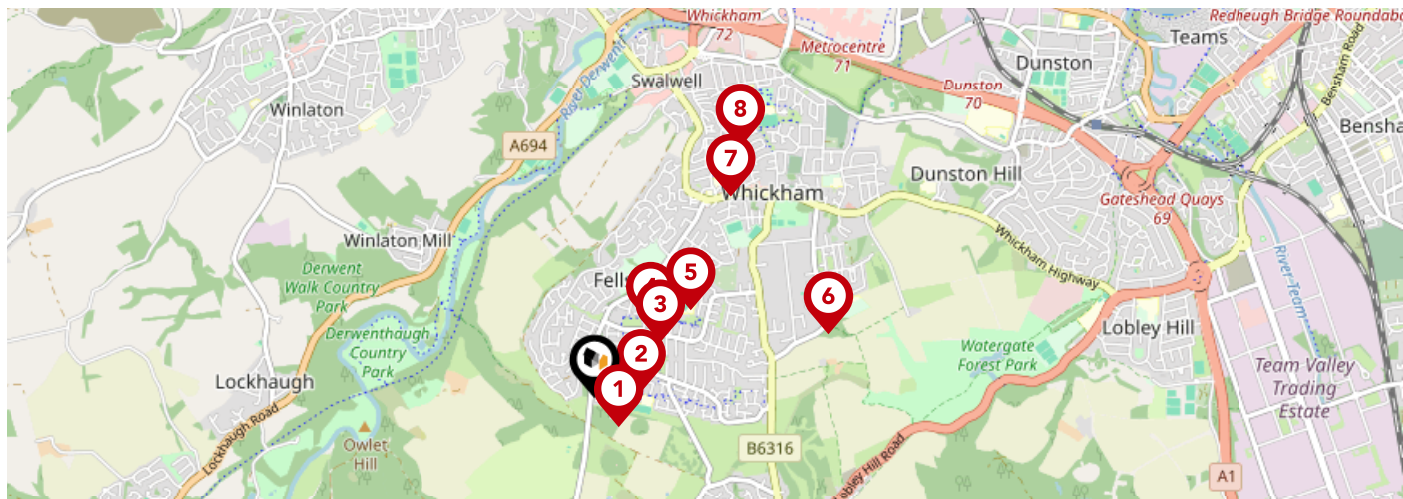 Whickham
72
Redheugh Bridge Roundabo
Teams
Metrocentre
71
Dunston
Swalwell
Dunston
70
Bensham Road
River Derwent
Winlaton
8
Bensha
A694
7
Dunston Hill
Whickham
Gateshead Quays
69
Winlaton Mill
Whickham Highway
River Team
Derwent
Walk Country
Park
Fells
5
6
3
Derwenthaugh
Country
Park
Lobley Hill
2
Watergate
Forest Park
Team Valley
Trading
Estate
Lockhaugh
1
Lockhaugh Road
Owlet
Hill
B6316
Lobley Hill Road
A1